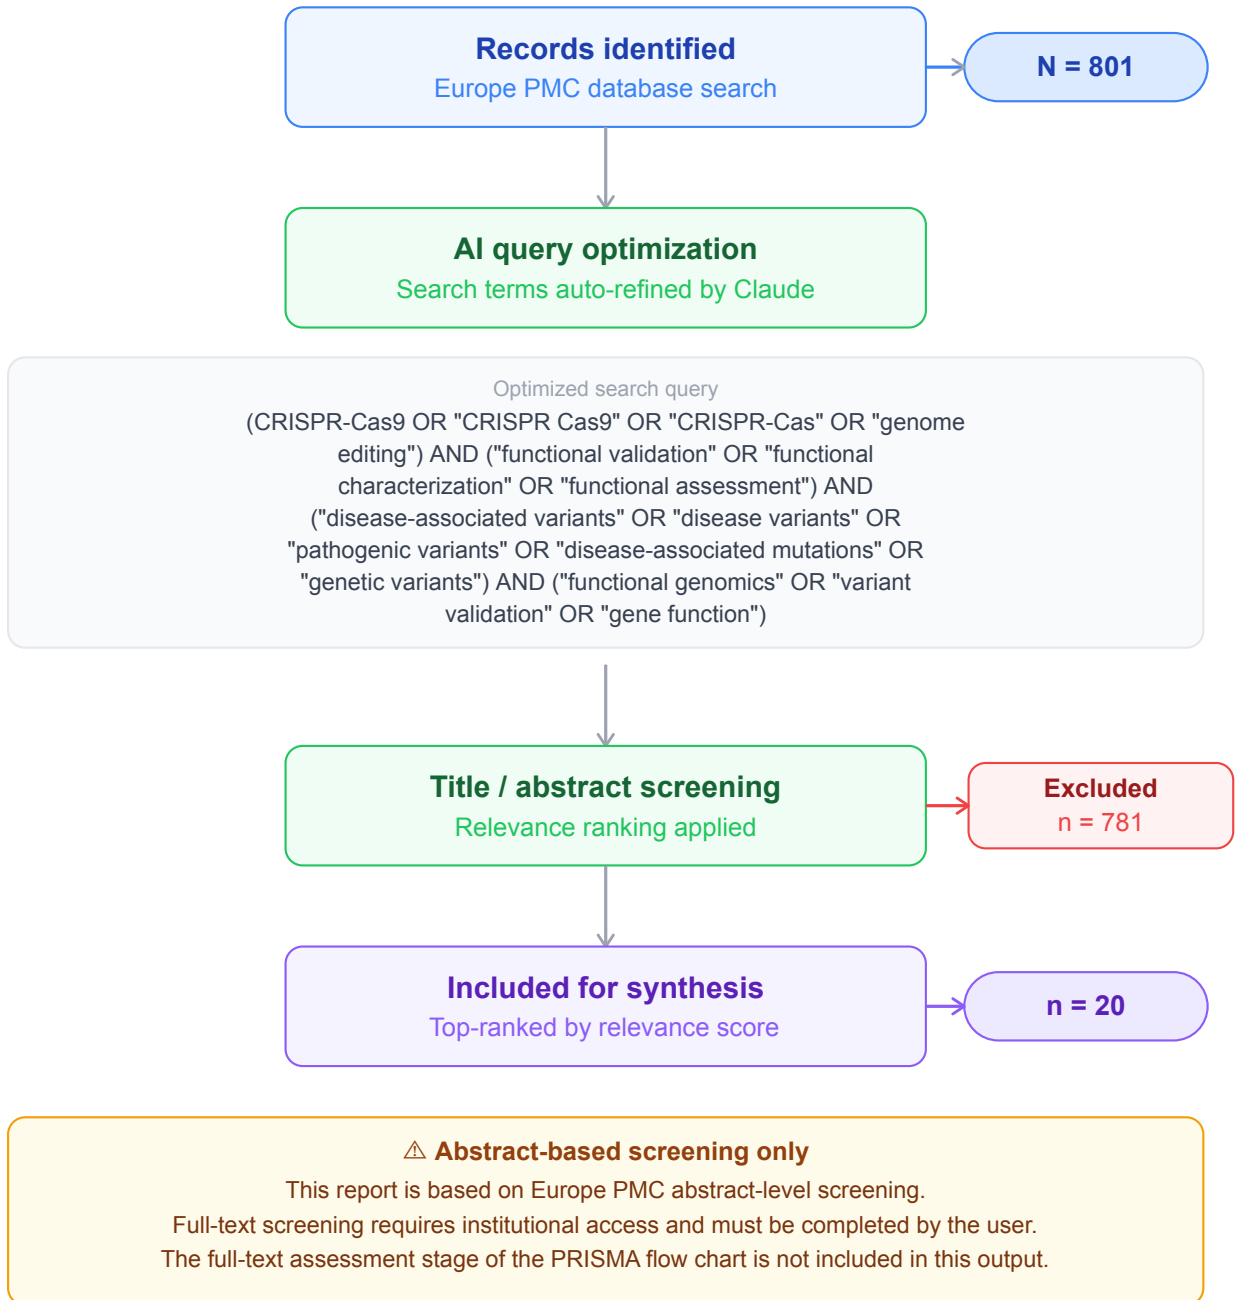 Records identified
Europe PMC database search
N = 801
AI query optimization
Search terms auto-refined by Claude
Optimized search query
(CRISPR-Cas9 OR "CRISPR Cas9" OR "CRISPR-Cas" OR "genome
editing") AND ("functional validation" OR "functional
characterization" OR "functional assessment") AND
("disease-associated variants" OR "disease variants" OR
"pathogenic variants" OR "disease-associated mutations" OR
"genetic variants") AND ("functional genomics" OR "variant
validation" OR "gene function")
Title / abstract screening
Relevance ranking applied
Excluded
n = 781
Included for synthesis
Top-ranked by relevance score
n = 20
⚠ Abstract-based screening only
This report is based on Europe PMC abstract-level screening.
Full-text screening requires institutional access and must be completed by the user.
The full-text assessment stage of the PRISMA flow chart is not included in this output.